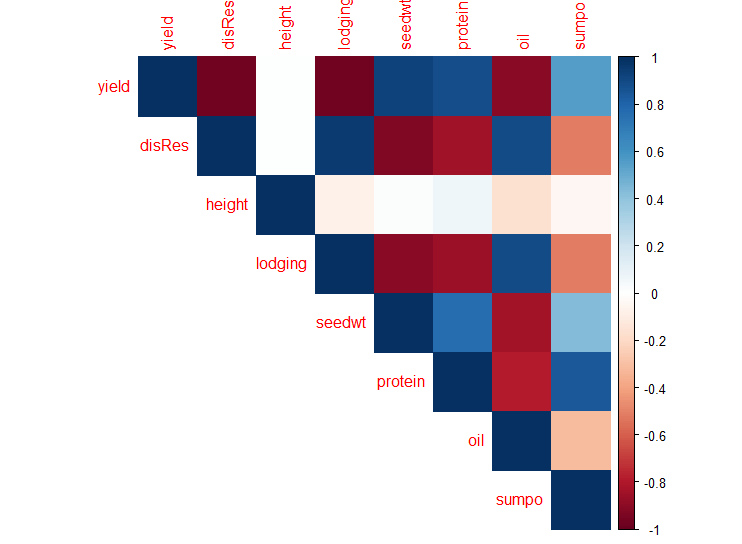 yield
disRes
height
lodging
seedwt
protein
oil
sumpo
yield
disRes
height
lodging
seedwt
protein
oil
sumpo
1
0.8
0.6
0.4
0.2
0
-0.2
-0.4
-0.6
-0.8
-1